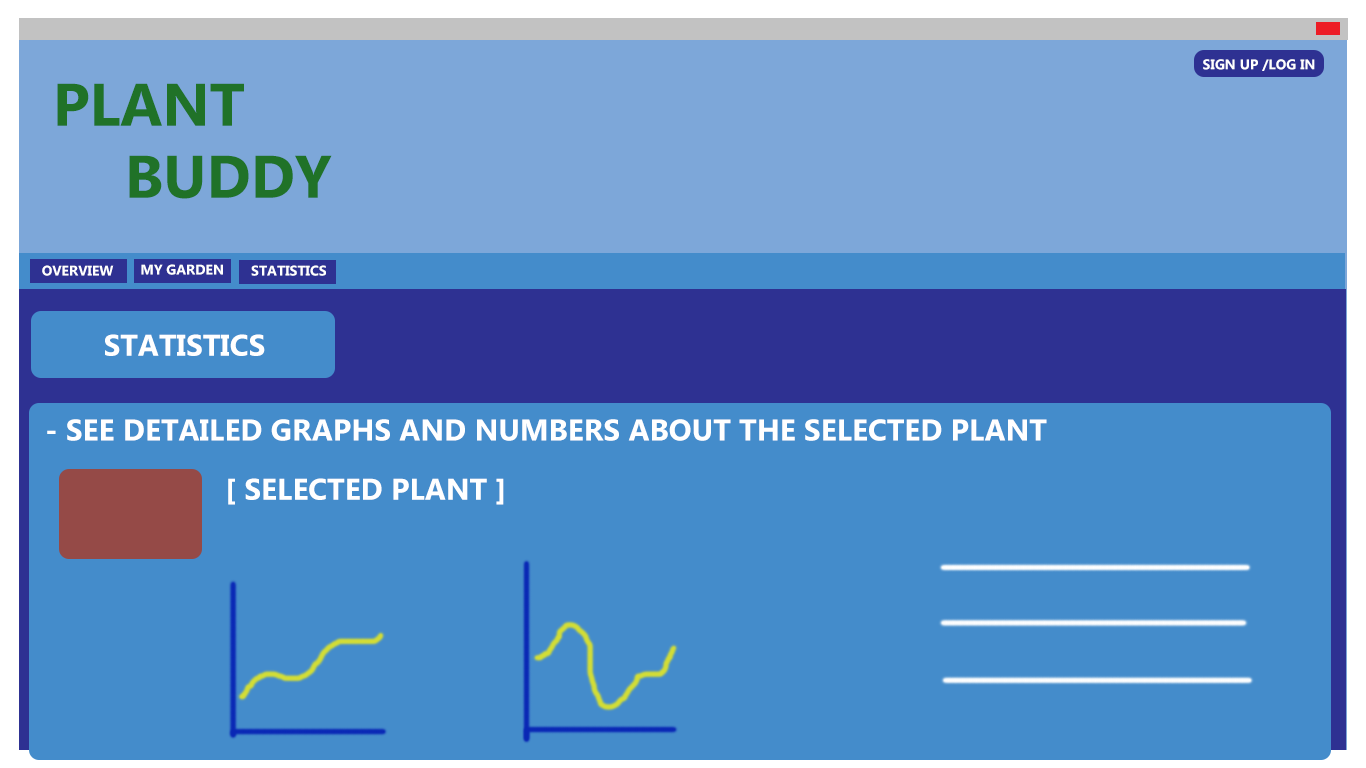 SIGN UP /LOG IN
PLANT
BUDDY
OVERVIEW
MY GARDEN
STATISTICS
STATISTICS
- SEE DETAILED GRAPHS AND NUMBERS ABOUT THE SELECTED PLANT
[ SELECTED PLANT ]